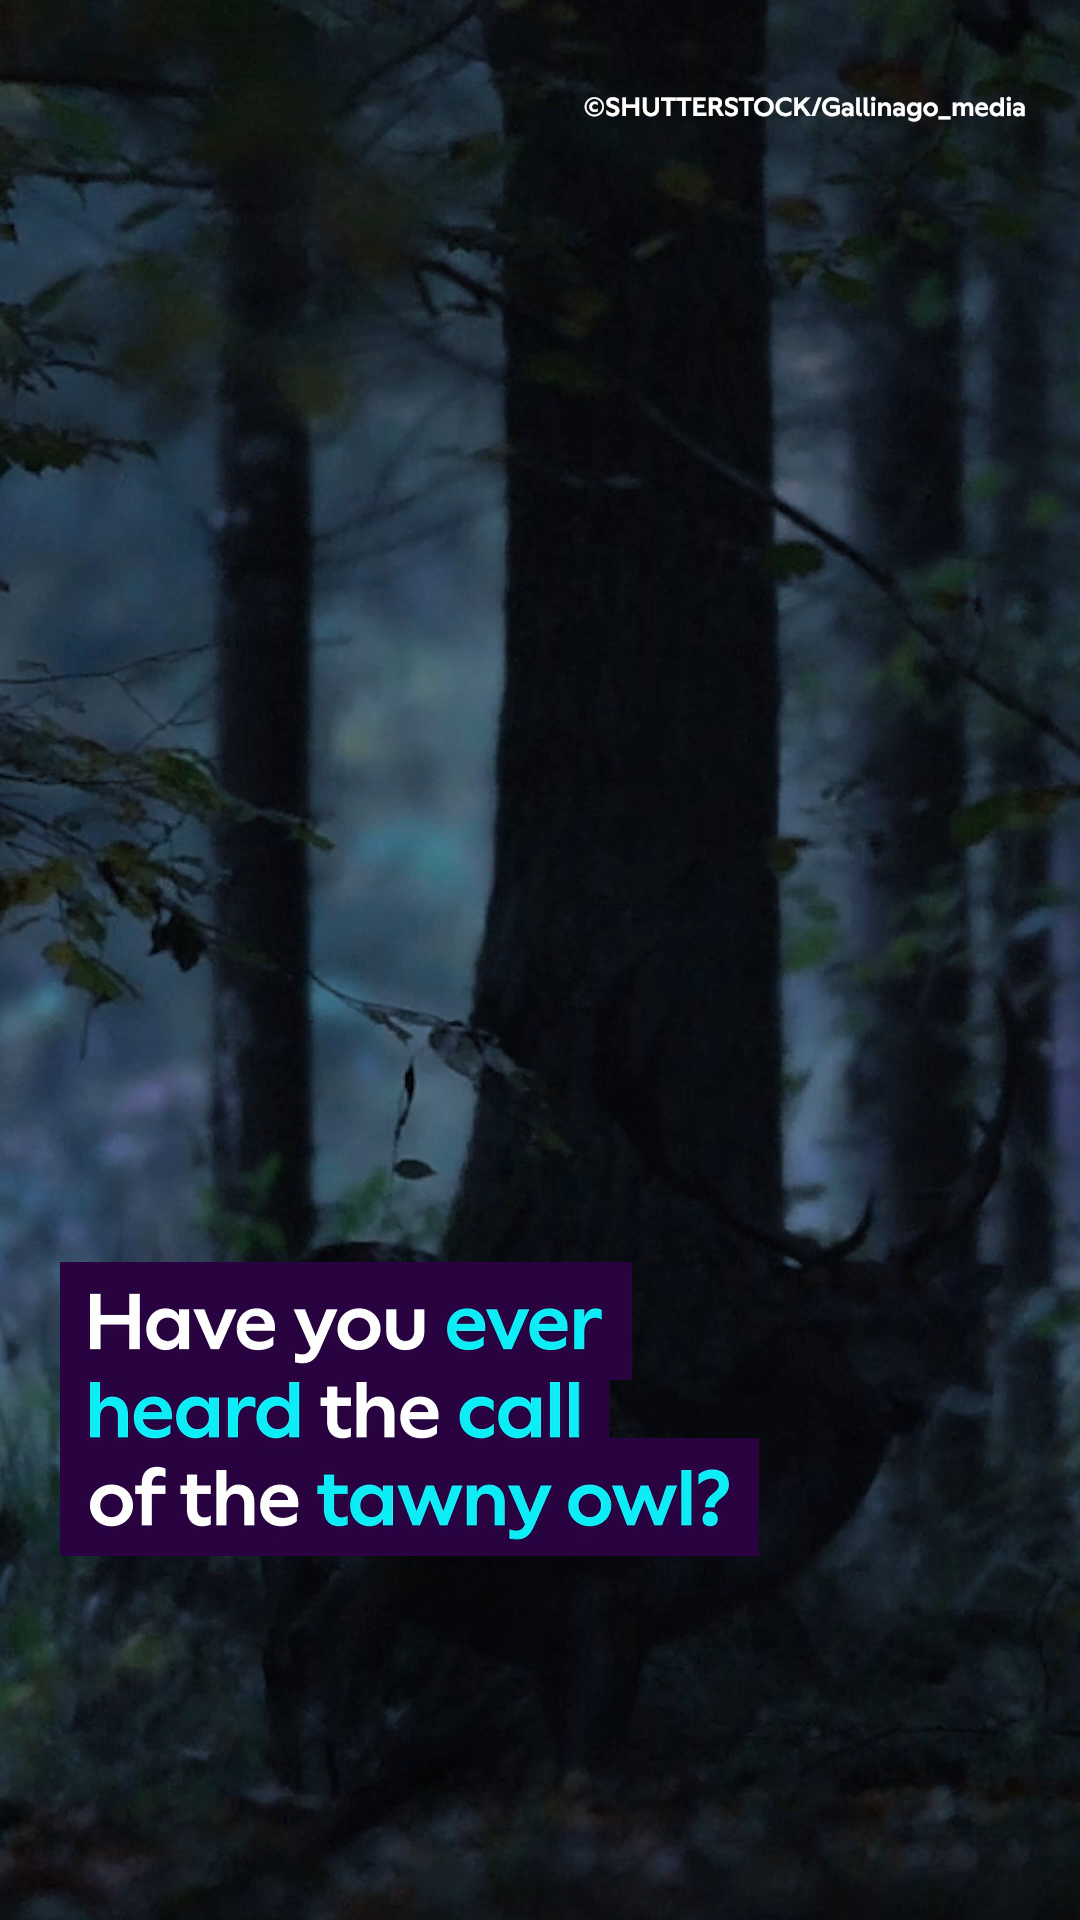 ©SHUTTERSTOCK/Gallinago_media
Have you ever
heard the call
of the tawny owl?